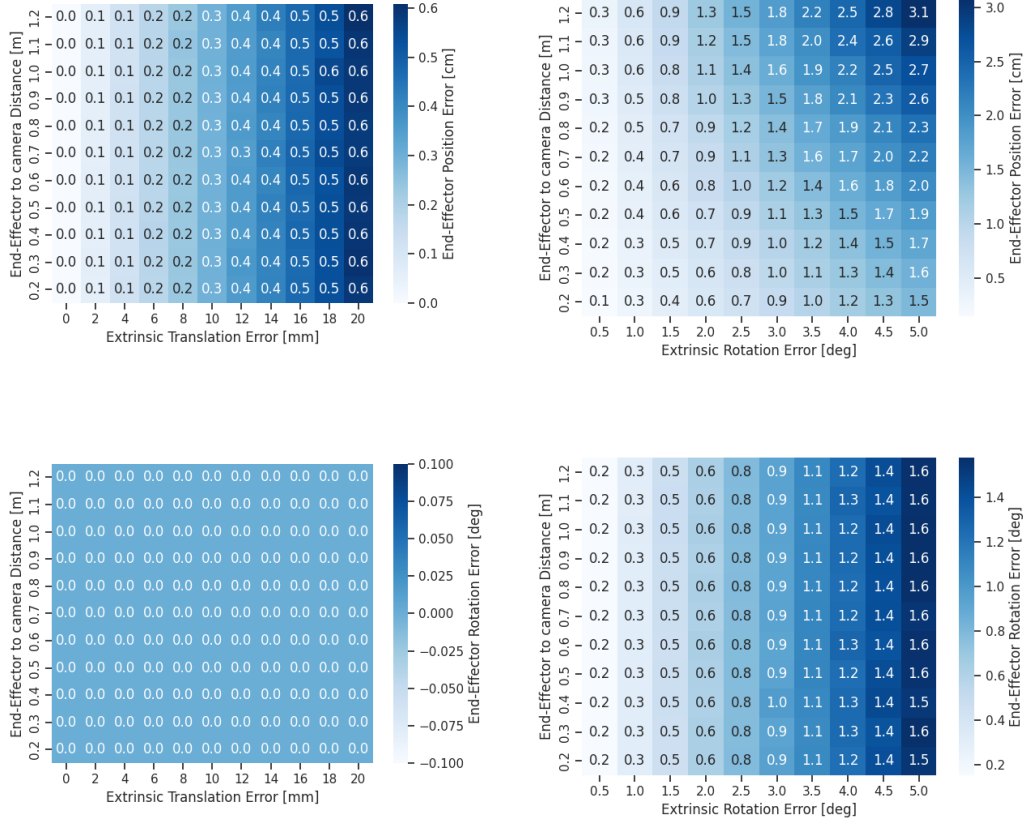 End-Effector to camera Distance [m]
1.2 0.0 0.1 0.1 0.2 0.2 0.3 0.3 0.4 0.5 0.5 0.6
1.1 0.0 0.1 0.1 0.2 0.2 0.3 0.4 0.4 0.5 0.5 0.6
1.0 0.0 0.1 0.1 0.2 0.2 0.3 0.4 0.4 0.5 0.6 0.6
0.9 0.0 0.1 0.1 0.2 0.2 0.3 0.4 0.4 0.5 0.5 0.6
0.8 0.0 0.1 0.1 0.2 0.2 0.3 0.3 0.4 0.5 0.5 0.6
0.7 0.0 0.1 0.1 0.2 0.2 0.3 0.3 0.4 0.5 0.5 0.6
0.6 0.0 0.1 0.1 0.2 0.2 0.3 0.4 0.4 0.5 0.5 0.6
0.5 0.0 0.1 0.1 0.2 0.2 0.3 0.4 0.4 0.5 0.5 0.6
0.4 0.0 0.1 0.1 0.2 0.2 0.3 0.3 0.4 0.5 0.5 0.6
0.3 0.0 0.1 0.1 0.2 0.2 0.3 0.4 0.4 0.5 0.5 0.6
0.2 0.0 0.1 0.1 0.2 0.2 0.3 0.4 0.4 0.5 0.5 0.6
0 2 4 6 8 10 12 14 16 18 20
Extrinsic Translation Error [mm]
0.6
0.5
0.4
0.3
0.2
0.1
0.0
End-Effector Position Error [cm]
End-Effector to camera Distance [m]
1.2 0.3 0.6 0.9 1.3 1.5 1.8 2.2 2.5 2.8 3.1
1.1 0.3 0.6 0.9 1.2 1.5 1.8 2.0 2.4 2.6 2.9
1.0 0.3 0.6 0.8 1.1 1.4 1.6 1.9 2.2 2.5 2.7
0.9 0.3 0.5 0.8 1.0 1.3 1.5 1.8 2.1 2.3 2.6
0.8 0.2 0.5 0.7 0.9 1.2 1.4 1.7 1.9 2.1 2.3
0.7 0.2 0.4 0.7 0.9 1.1 1.3 1.6 1.7 2.0 2.2
0.6 0.2 0.4 0.6 0.8 1.0 1.2 1.4 1.6 1.8 2.0
0.5 0.2 0.4 0.6 0.7 0.9 1.1 1.3 1.5 1.7 1.9
0.4 0.2 0.3 0.5 0.7 0.9 1.0 1.2 1.4 1.5 1.7
0.3 0.2 0.3 0.5 0.6 0.8 1.0 1.1 1.3 1.4 1.6
0.2 0.1 0.3 0.4 0.6 0.7 0.9 1.0 1.2 1.3 1.5
0.5 1.0 1.5 2.0 2.5 3.0 3.5 4.0 4.5 5.0
Extrinsic Rotation Error [deg]
3.0
2.5
2.0
1.5
1.0
0.5
End-Effector Position Error [cm]
End-Effector to camera Distance [m]
1.2 0.0 0.0 0.0 0.0 0.0 0.0 0.0 0.0 0.0 0.0 0.0
1.1 0.0 0.0 0.0 0.0 0.0 0.0 0.0 0.0 0.0 0.0 0.0
1.0 0.0 0.0 0.0 0.0 0.0 0.0 0.0 0.0 0.0 0.0 0.0
0.9 0.0 0.0 0.0 0.0 0.0 0.0 0.0 0.0 0.0 0.0 0.0
0.8 0.0 0.0 0.0 0.0 0.0 0.0 0.0 0.0 0.0 0.0 0.0
0.7 0.0 0.0 0.0 0.0 0.0 0.0 0.0 0.0 0.0 0.0 0.0
0.6 0.0 0.0 0.0 0.0 0.0 0.0 0.0 0.0 0.0 0.0 0.0
0.5 0.0 0.0 0.0 0.0 0.0 0.0 0.0 0.0 0.0 0.0 0.0
0.4 0.0 0.0 0.0 0.0 0.0 0.0 0.0 0.0 0.0 0.0 0.0
0.3 0.0 0.0 0.0 0.0 0.0 0.0 0.0 0.0 0.0 0.0 0.0
0.2 0.0 0.0 0.0 0.0 0.0 0.0 0.0 0.0 0.0 0.0 0.0
0 2 4 6 8 10 12 14 16 18 20
Extrinsic Translation Error [mm]
0.100
0.075
0.050
0.025
0.000
−0.025
−0.050
−0.075
−0.100
End-Effector Rotation Error [deg]
End-Effector to camera Distance [m]
1.2 0.2 0.3 0.5 0.6 0.8 0.9 1.1 1.2 1.4 1.6
1.1 0.2 0.3 0.5 0.6 0.8 0.9 1.1 1.3 1.4 1.6
1.0 0.2 0.3 0.5 0.6 0.8 0.9 1.1 1.2 1.4 1.6
0.9 0.2 0.3 0.5 0.6 0.8 0.9 1.1 1.2 1.4 1.6
0.8 0.2 0.3 0.5 0.6 0.8 0.9 1.1 1.2 1.4 1.6
0.7 0.2 0.3 0.5 0.6 0.8 0.9 1.1 1.2 1.4 1.6
0.6 0.2 0.3 0.5 0.6 0.8 0.9 1.1 1.3 1.4 1.6
0.5 0.2 0.3 0.5 0.6 0.8 0.9 1.1 1.2 1.4 1.6
0.4 0.2 0.3 0.5 0.6 0.8 1.0 1.1 1.3 1.4 1.5
0.3 0.2 0.3 0.5 0.6 0.8 0.9 1.1 1.3 1.4 1.6
0.2 0.2 0.3 0.5 0.6 0.8 0.9 1.1 1.2 1.4 1.5
0.5 1.0 1.5 2.0 2.5 3.0 3.5 4.0 4.5 5.0
Extrinsic Rotation Error [deg]
1.4
1.2
1.0
0.8
0.6
0.4
0.2
End-Effector Rotation Error [deg]